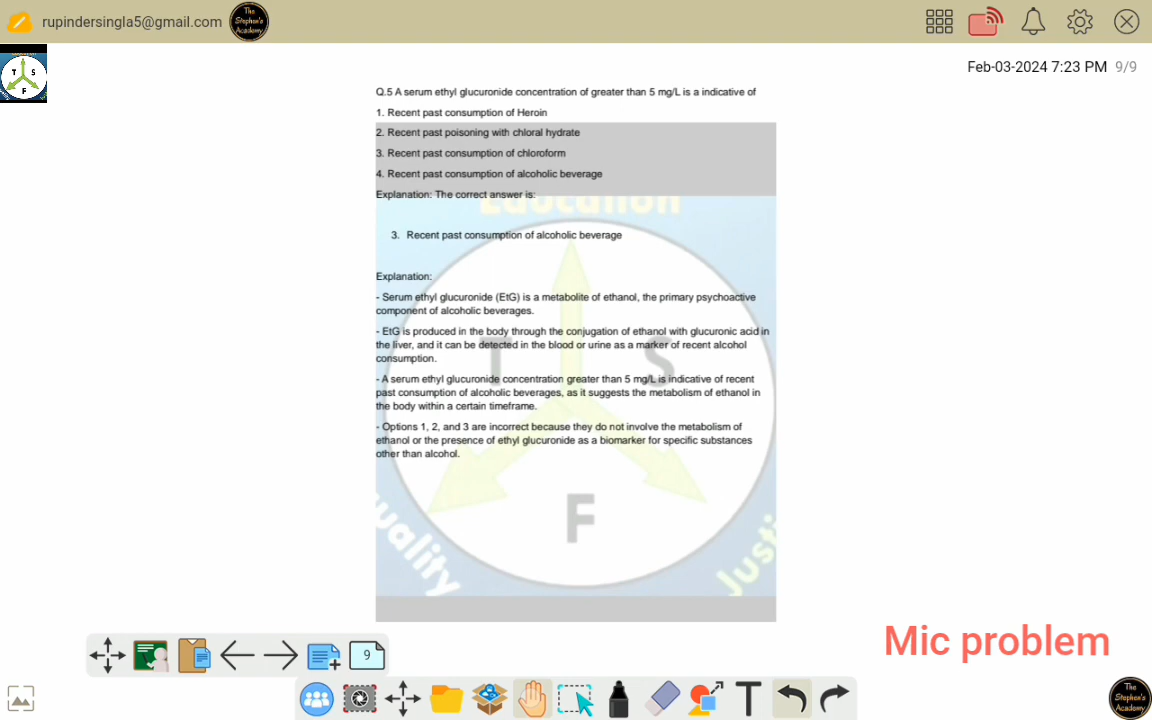 rupindersingla5@gmail.com
The
Stephen's
Academy
T S
F
Feb-03-2024 7:23 PM 9/9
Q.5 A serum ethyl glucuronide concentration of greater than 5 mg/L is a indicative of
1. Recent past consumption of Heroin
2. Recent past poisoning with chloral hydrate
3. Recent past consumption of chloroform
4. Recent past consumption of alcoholic beverage
Explanation: The correct answer is:
Education
3. Recent past consumption of alcoholic beverage
Explanation:
- Serum ethyl glucuronide (EtG) is a metabolite of ethanol, the primary psychoactive
component of alcoholic beverages.
- EtG is produced in the body through the conjugation of ethanol with glucuronic acid in
the liver, and it can be detected in the blood or urine as a marker of recent alcohol
consumption.
T S
- A serum ethyl glucuronide concentration greater than 5 mg/L is indicative of recent
past consumption of alcoholic beverages, as it suggests the metabolism of ethanol in
the body within a certain timeframe.
- Options 1, 2, and 3 are incorrect because they do not involve the metabolism of
ethanol or the presence of ethyl glucuronide as a biomarker for specific substances
other than alcohol.
F
uality
Justi
Mic problem
9
T
The
Stephen's
Academy